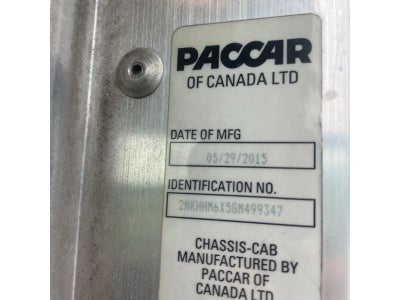 PACCAR
OF CANADA LTD
DATE OF MFG
05/29/2015
IDENTIFICATION NO.
2NKHHM6X5GM499347
CHASSIS-CAB
MANUFACTURED BY
PACCAR OF
CANADA LTD